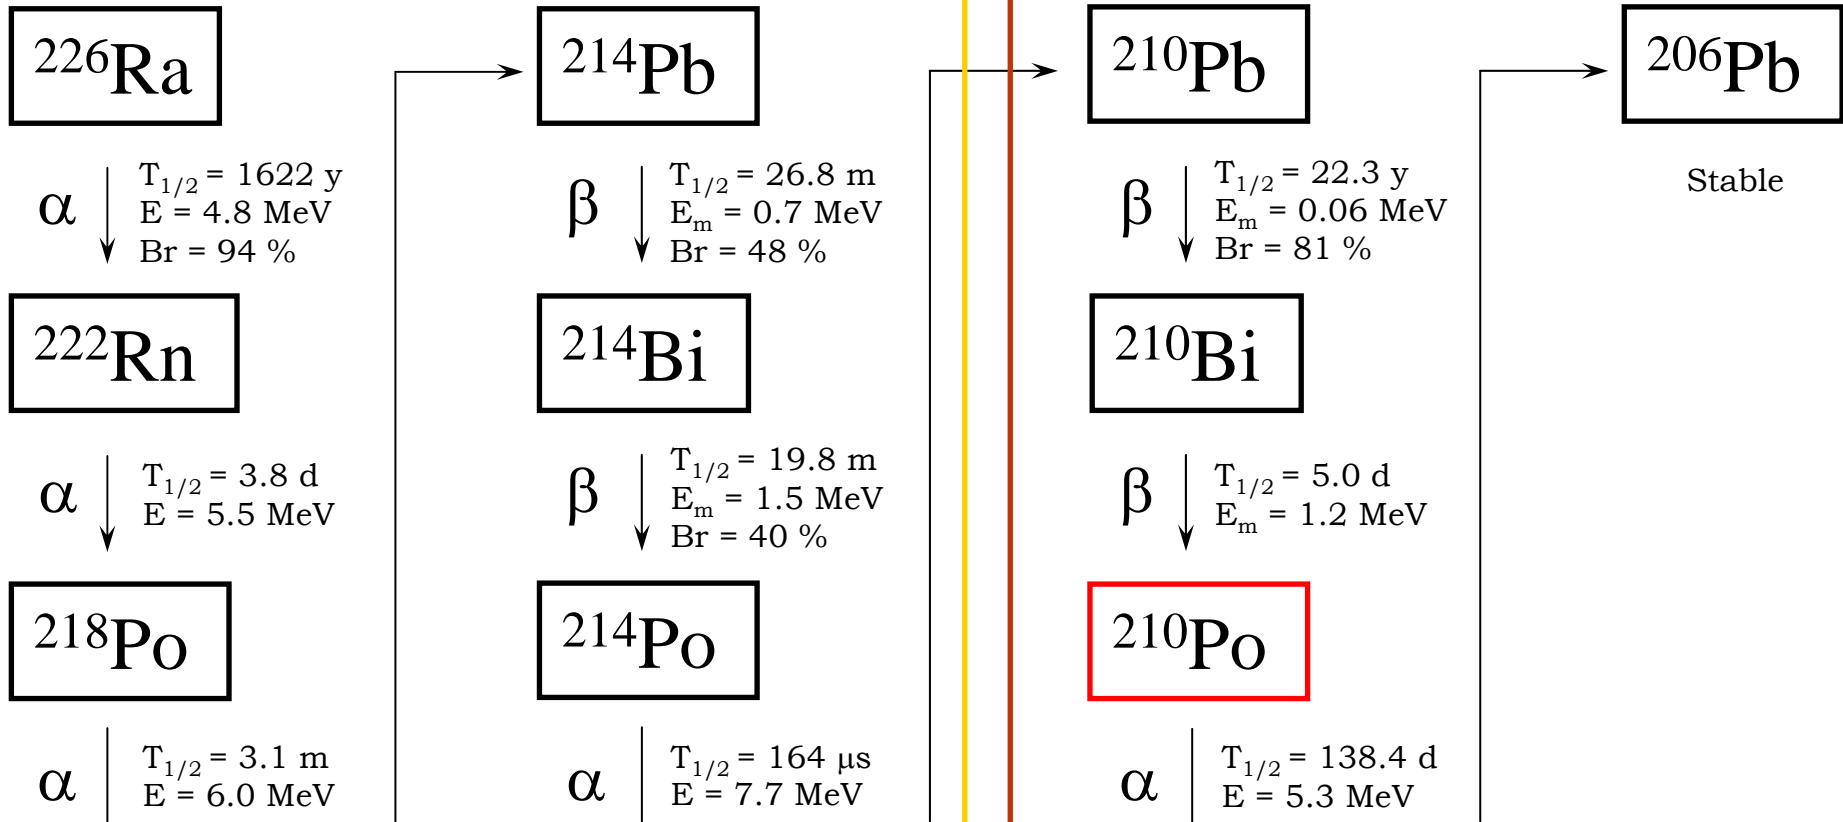 ²²⁶Ra
α
T₁/₂ = 1622 y
E = 4.8 MeV
Br = 94 %
²²²Rn
α
T₁/₂ = 3.8 d
E = 5.5 MeV
²¹⁸Po
α
T₁/₂ = 3.1 m
E = 6.0 MeV
²¹⁴Pb
β
T₁/₂ = 26.8 m
Eₘ = 0.7 MeV
Br = 48 %
²¹⁴Bi
β
T₁/₂ = 19.8 m
Eₘ = 1.5 MeV
Br = 40 %
²¹⁴Po
α
T₁/₂ = 164 μs
E = 7.7 MeV
²¹⁰Pb
β
T₁/₂ = 22.3 y
Eₘ = 0.06 MeV
Br = 81 %
²¹⁰Bi
β
T₁/₂ = 5.0 d
Eₘ = 1.2 MeV
²¹⁰Po
α
T₁/₂ = 138.4 d
E = 5.3 MeV
²⁰⁶Pb
Stable